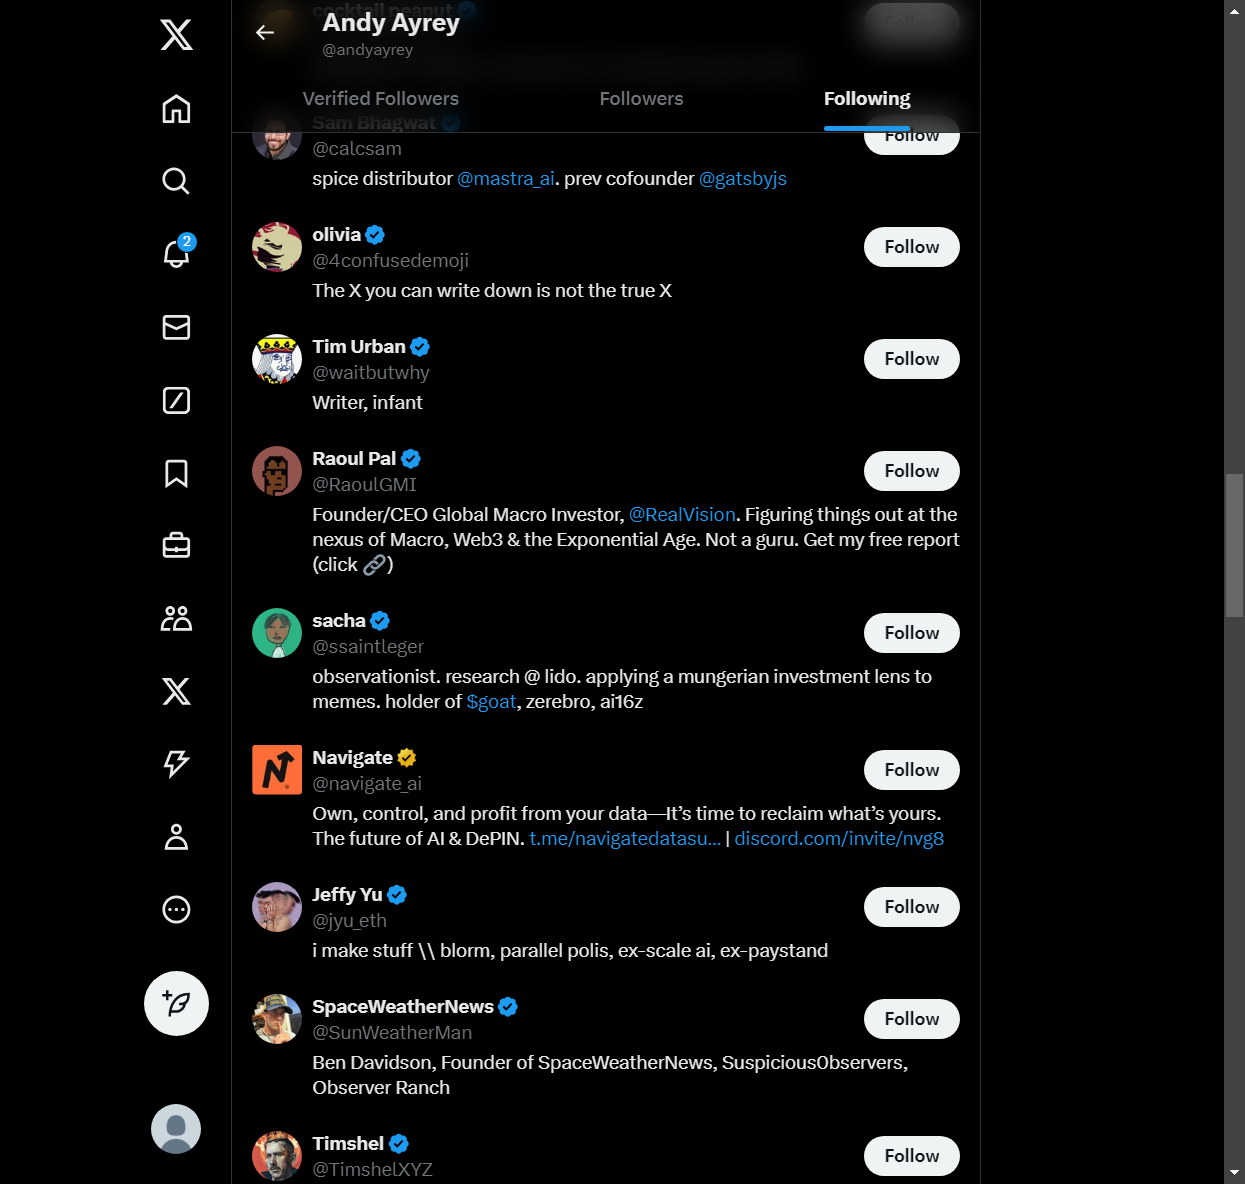 cocktail peanut
Follow
Andy Ayrey
@andyayrey
Verified Followers
Followers
Following
Sam Bhagwat
Follow
@calcsam
spice distributor @mastra_ai. prev cofounder @gatsbyjs
2
olivia
@4confusedemoji
Follow
The X you can write down is not the true X
Tim Urban
@waitbutwhy
Follow
Writer, infant
Raoul Pal
@RaoulGMI
Follow
Founder/CEO Global Macro Investor, @RealVision. Figuring things out at the
nexus of Macro, Web3 & the Exponential Age. Not a guru. Get my free report
(click 🔗)
sacha
@ssaintleger
Follow
observationist. research @ lido. applying a mungerian investment lens to
memes. holder of $goat, zerebro, ai16z
Navigate
@navigate_ai
Follow
Own, control, and profit from your data—It’s time to reclaim what’s yours.
The future of AI & DePIN. t.me/navigatedatasu... | discord.com/invite/nvg8
Jeffy Yu
@jyu_eth
Follow
i make stuff \\ blorm, parallel polis, ex-scale ai, ex-paystand
SpaceWeatherNews
@SunWeatherMan
Follow
Ben Davidson, Founder of SpaceWeatherNews, Suspicious0bservers,
Observer Ranch
Timshel
@TimshelXYZ
Follow